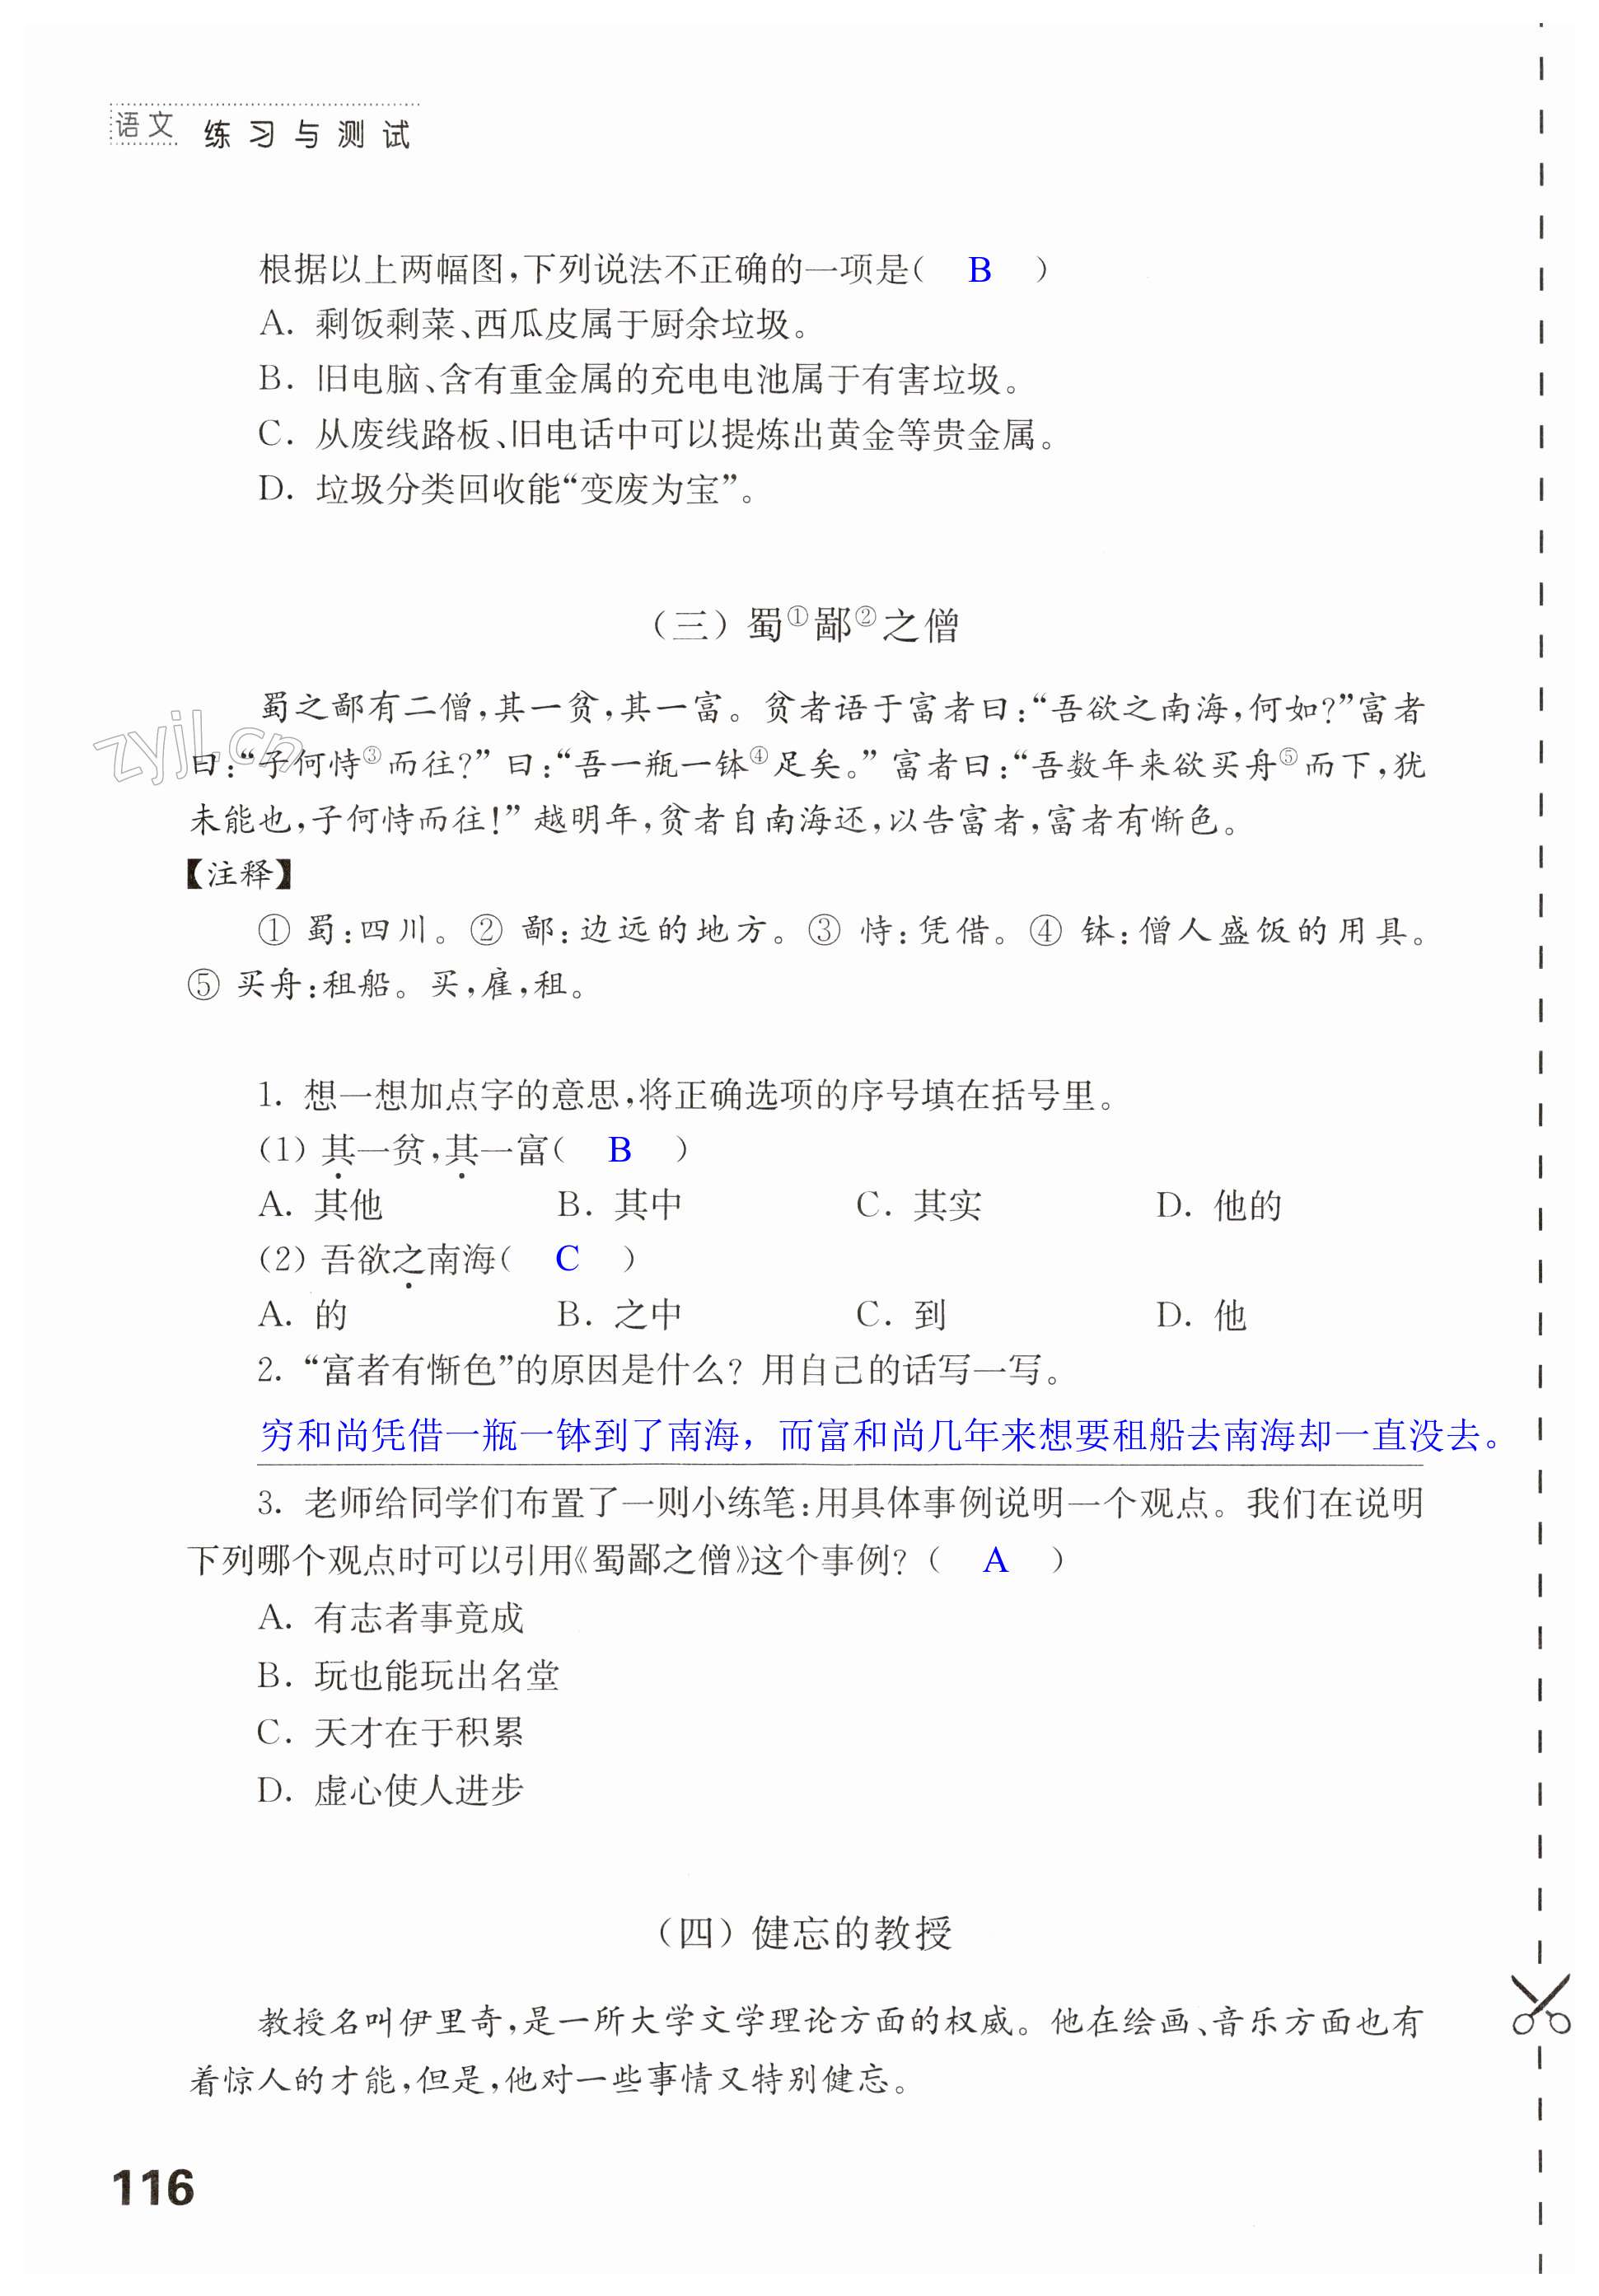 语文 练习与测试
根据以上两幅图,下列说法不正确的一项是( B )
A. 剩饭剩菜、西瓜皮属于厨余垃圾。
B. 旧电脑、含有重金属的充电电池属于有害垃圾。
C. 从废线路板、旧电话中可以提炼出黄金等贵金属。
D. 垃圾分类回收能“变废为宝”。
(三)蜀①鄙②之僧
蜀之鄙有二僧,其一贫,其一富。贫者语于富者曰:“吾欲之南海,何如?”富者
曰:“子何恃③而往?”曰:“吾一瓶一钵④足矣。”富者曰:“吾数年来欲买舟⑤而下,犹
未能也,子何恃而往!”越明年,贫者自南海还,以告富者,富者有惭色。
zyjl.cn
【注释】
① 蜀:四川。② 鄙:边远的地方。③ 恃:凭借。④ 钵:僧人盛饭的用具。
⑤ 买舟:租船。买,雇,租。
1. 想一想加点字的意思,将正确选项的序号填在括号里。
(1) 其一贫,其一富( B )
A. 其他 B. 其中 C. 其实 D. 他的
(2) 吾欲之南海( C )
A. 的 B. 之中 C. 到 D. 他
2. “富者有惭色”的原因是什么? 用自己的话写一写。
穷和尚凭借一瓶一钵到了南海，而富和尚几年来想要租船去南海却一直没去。
3. 老师给同学们布置了一则小练笔:用具体事例说明一个观点。我们在说明
下列哪个观点时可以引用《蜀鄙之僧》这个事例?( A )
A. 有志者事竟成
B. 玩也能玩出名堂
C. 天才在于积累
D. 虚心使人进步
(四)健忘的教授
教授名叫伊里奇,是一所大学文学理论方面的权威。他在绘画、音乐方面也有
着惊人的才能,但是,他对一些事情又特别健忘。
116